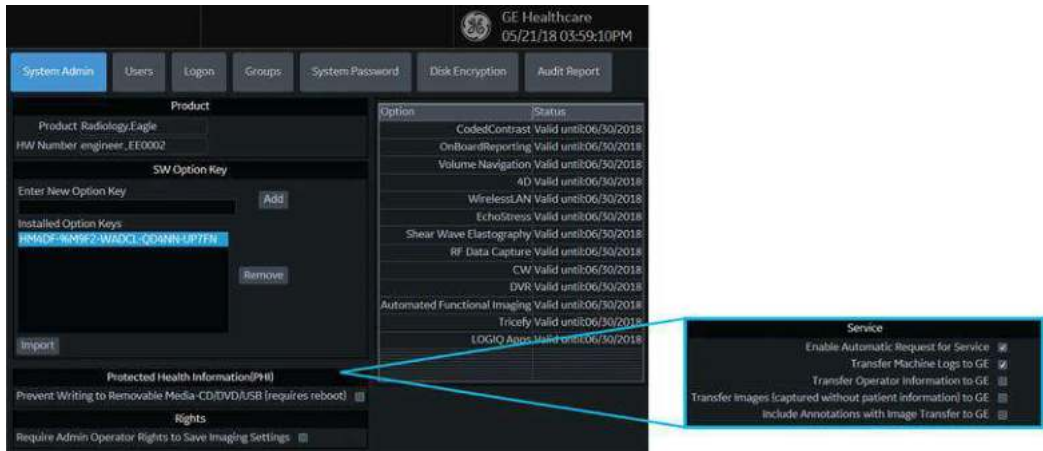 GE Healthcare
05/21/18 03:59:10PM
System Admin
Users
Logon
Groups
System Password
Disk Encryption
Audit Report
Product
Product Radiology.Eagle
HW Number engineer_EE0002
SW Option Key
Enter New Option Key
Add
Installed Option Keys
HM4DF-96M9F2-WADCL-QD4NN-UP7FN
Remove
Import
Protected Health Information(PHI)
Prevent Writing to Removable Media-CD/DVD/USB (requires reboot)
Rights
Require Admin Operator Rights to Save Imaging Settings
Option Status
CodedContrast Valid until:06/30/2018
OnBoardReporting Valid until:06/30/2018
Volume Navigation Valid until:06/30/2018
4D Valid until:06/30/2018
WirelessLAN Valid until:06/30/2018
EchoStress Valid until:06/30/2018
Shear Wave Elastography Valid until:06/30/2018
RF Data Capture Valid until:06/30/2018
CW Valid until:06/30/2018
DVR Valid until:06/30/2018
Automated Functional Imaging Valid until:06/30/2018
Tricefy Valid until:06/30/2018
LOGIQ Apps Valid until:06/30/2018
Service
Enable Automatic Request for Service
Transfer Machine Logs to GE
Transfer Operator Information to GE
Transfer Images (captured without patient information) to GE
Include Annotations with Image Transfer to GE